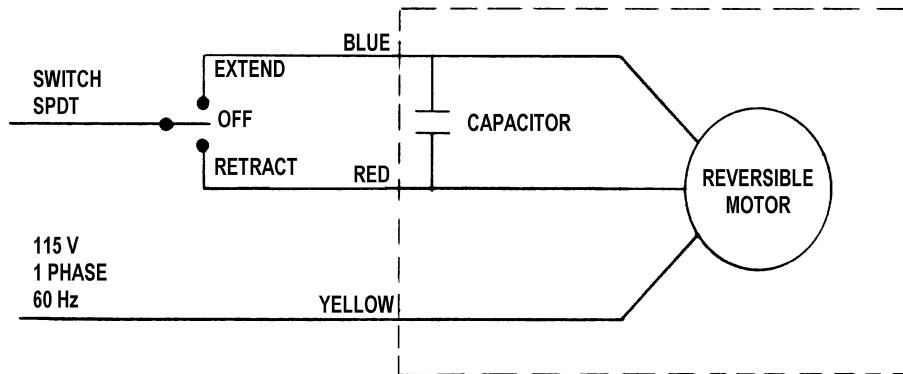 BLUE
EXTEND
SWITCH
SPDT
OFF
CAPACITOR
RETRACT
RED
REVERSIBLE
MOTOR
115 V
1 PHASE
60 Hz
YELLOW